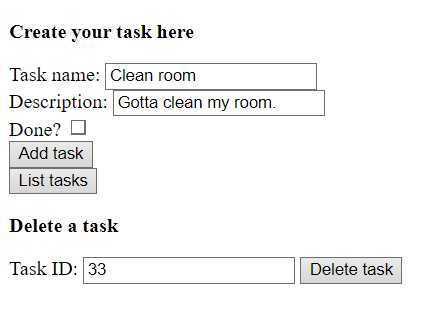 Create your task here
Task name: Clean room
Description: Gotta clean my room.
Done?
Add task
List tasks
Delete a task
Task ID: 33 Delete task